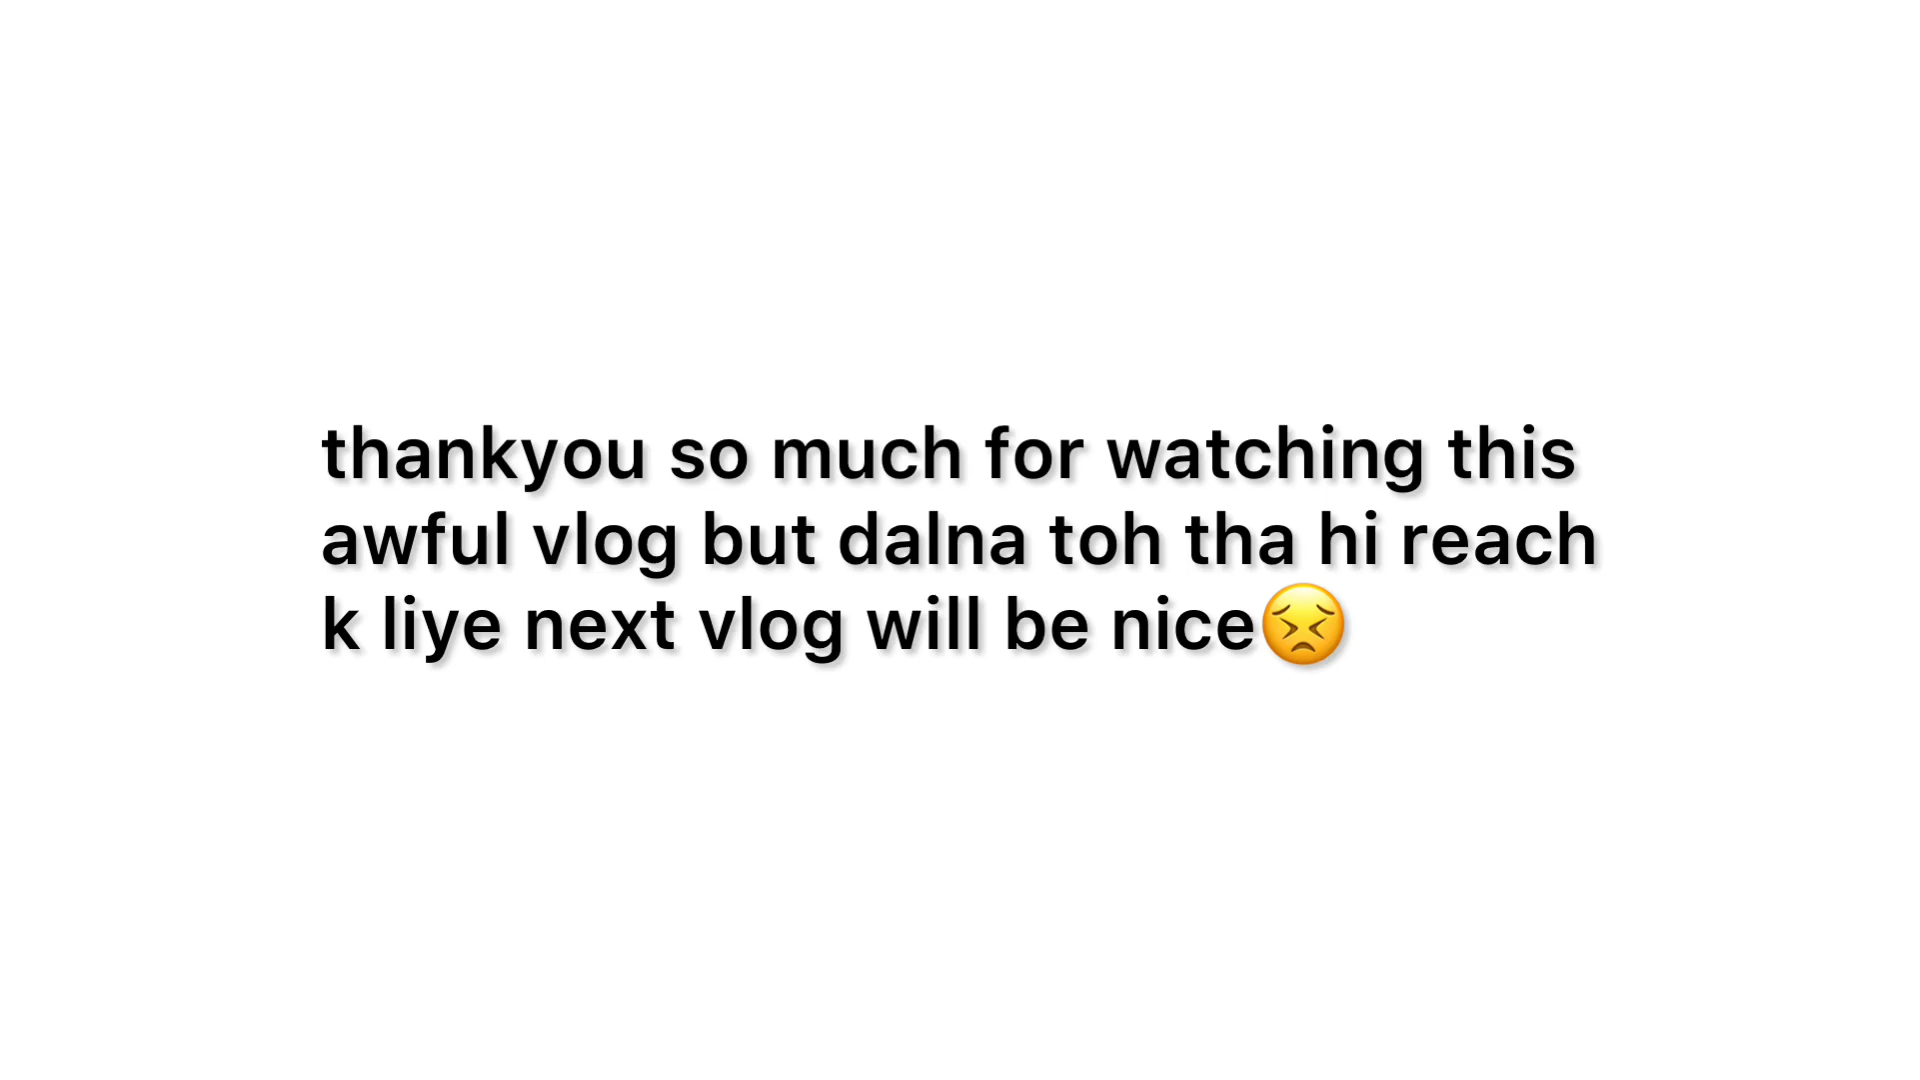 thankyou so much for watching this
awful vlog but dalna toh tha hi reach
k liye next vlog will be nice😣